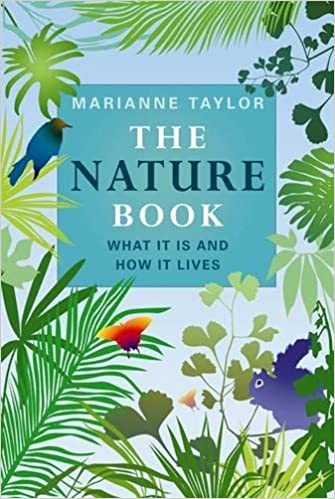 MARIANNE TAYLOR
THE
NATURE
BOOK
WHAT IT IS AND
HOW IT LIVES